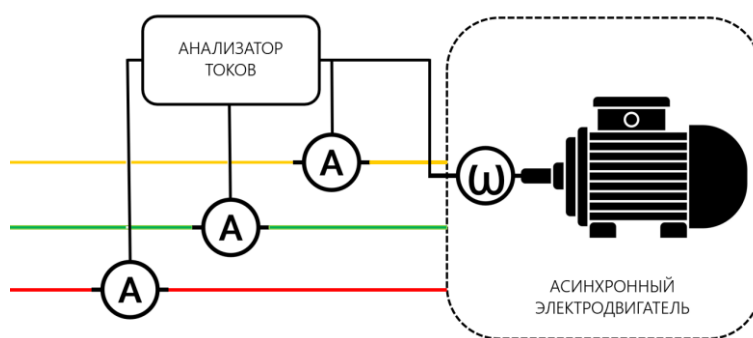 АНАЛИЗАТОР
ТОКОВ
A
ω
A
A
АСИНХРОННЫЙ
ЭЛЕКТРОДВИГАТЕЛЬ